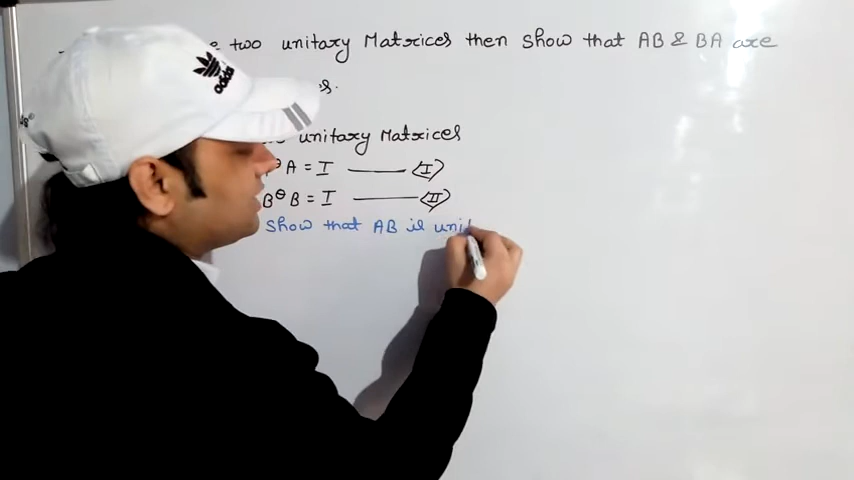 two unitary Matrices then show that AB & BA are
unitary Matrices
A = I (I)
B^θ B = I (II)
Show that AB is uni
adidas